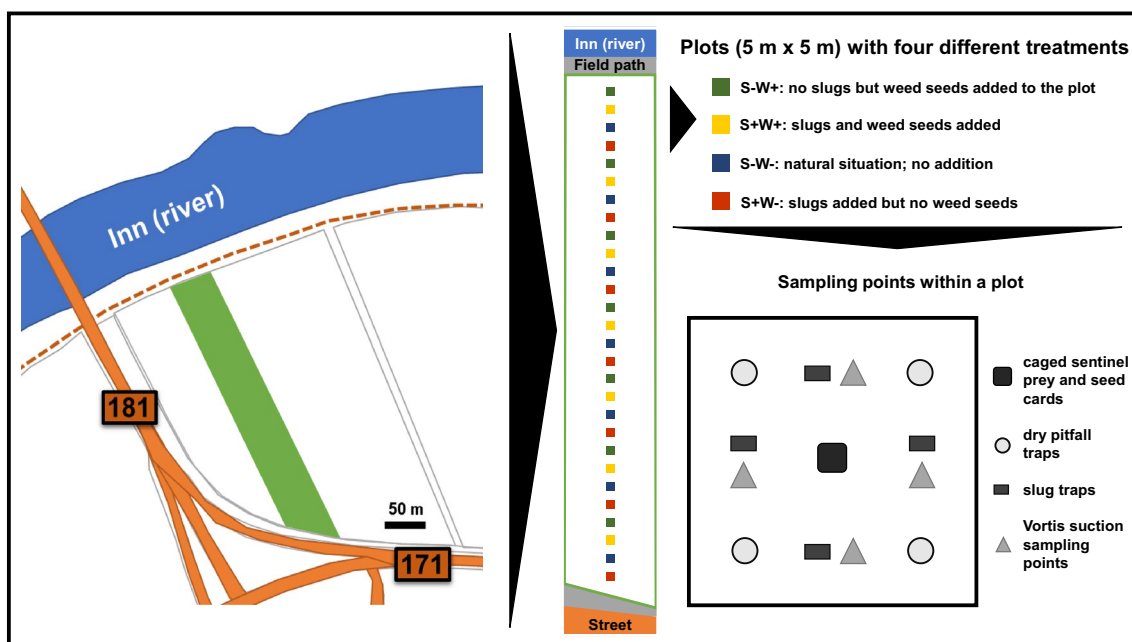 Inn (river)
181
171
50 m
Inn (river)
Field path
Street
Plots (5 m x 5 m) with four different treatments
S-W+: no slugs but weed seeds added to the plot
S+W+: slugs and weed seeds added
S-W-: natural situation; no addition
S+W-: slugs added but no weed seeds
Sampling points within a plot
caged sentinel
prey and seed
cards
dry pitfall
traps
slug traps
Vortis suction
sampling
points